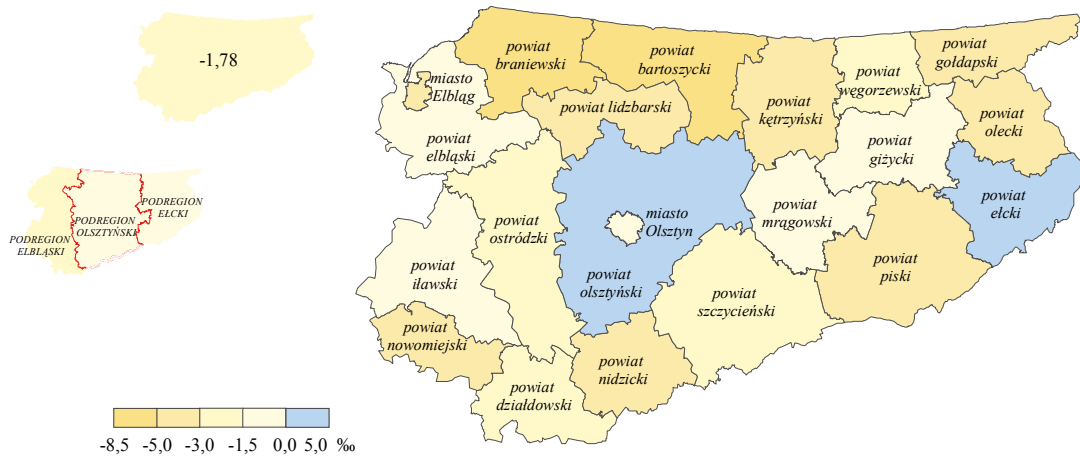 -1,78
PODREGION
EŁCKI
PODREGION
OLSZTYŃSKI
PODREGION
ELBLĄSKI
powiat
braniewski
powiat
bartoszycki
powiat
gołdapski
miasto
Elbląg
powiat
węgorzewski
powiat lidzbarski
powiat
kętrzyński
powiat
olecki
powiat
elbląski
powiat
giżycki
powiat
ełcki
powiat
ostródzki
miasto
Olsztyn
powiat
mrągowski
powiat
iławski
powiat
olsztyński
powiat
szczycieński
powiat
piski
powiat
nowomiejski
powiat
nidzicki
powiat
działdowski
-8,5 -5,0 -3,0 -1,5 0,0 5,0 ‰